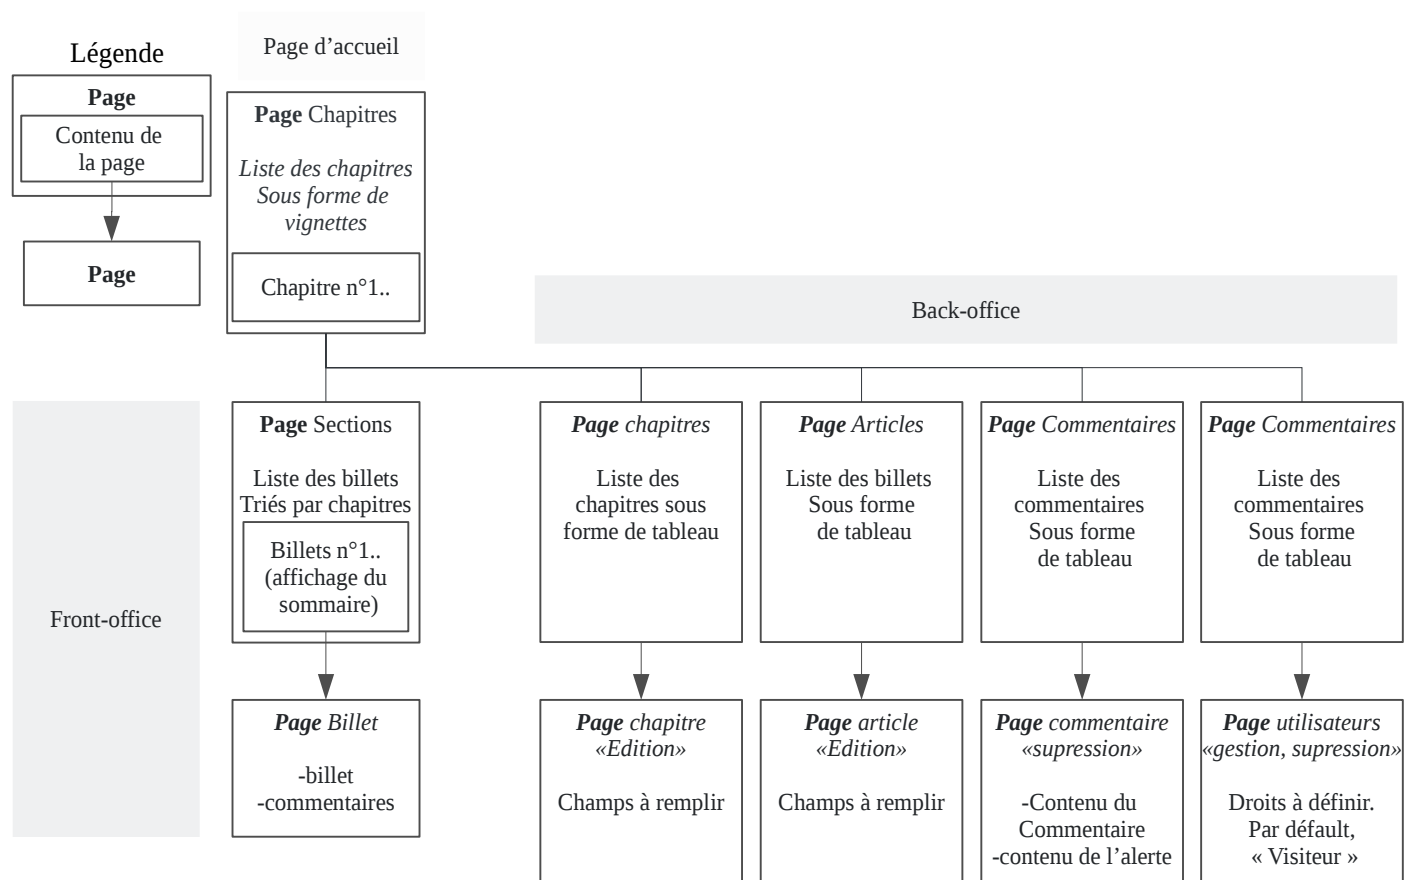 Légende
Page
Contenu de
la page
Page
Page d’accueil
Page Chapitres
Liste des chapitres
Sous forme de
vignettes
Chapitre n°1..
Back-office
Front-office
Page Sections
Liste des billets
Triés par chapitres
Billets n°1..
(affichage du
sommaire)
Page Billet
-billet
-commentaires
Page chapitres
Liste des
chapitres sous
forme de tableau
Page chapitre
«Edition»
Champs à remplir
Page Articles
Liste des billets
Sous forme
de tableau
Page article
«Edition»
Champs à remplir
Page Commentaires
Liste des
commentaires
Sous forme
de tableau
Page commentaire
«supression»
-Contenu du
Commentaire
-contenu de l’alerte
Page Commentaires
Liste des
commentaires
Sous forme
de tableau
Page utilisateurs
«gestion, supression»
Droits à définir.
Par défault,
« Visiteur »